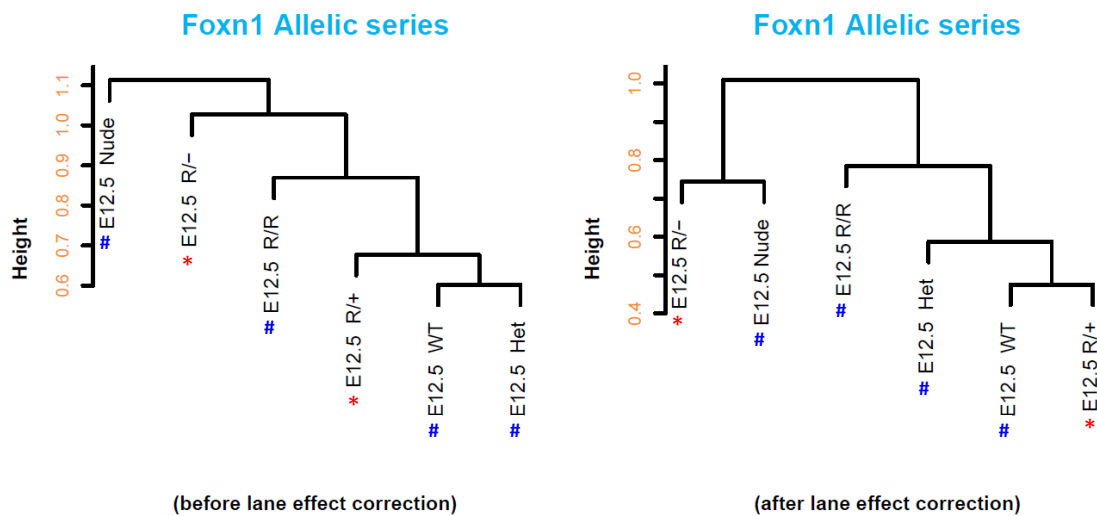 Foxn1 Allelic series
Height
1.1
1.0
0.9
0.8
0.7
0.6
# E12.5 Nude
* E12.5 R/−
# E12.5 R/R
* E12.5 R/+
# E12.5 WT
# E12.5 Het
(before lane effect correction)
Foxn1 Allelic series
Height
1.0
0.8
0.6
0.4
* E12.5 R/−
# E12.5 Nude
# E12.5 R/R
# E12.5 Het
# E12.5 WT
* E12.5 R/+
(after lane effect correction)